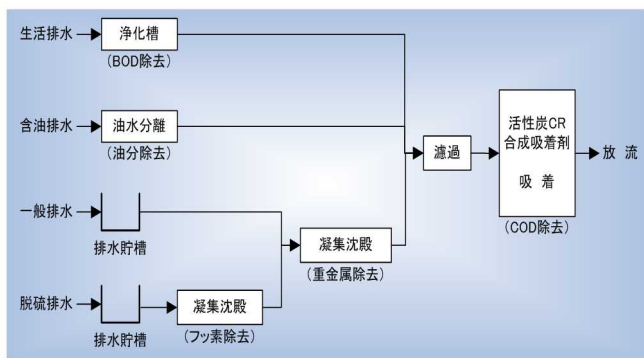 生活排水
浄化槽
(BOD除去)
含油排水
油水分離
(油分除去)
一般排水
排水貯槽
脱硫排水
排水貯槽
凝集沈殿
(フッ素除去)
凝集沈殿
(重金属除去)
濾過
活性炭CR
合成吸着剤
吸着
(COD除去)
放流